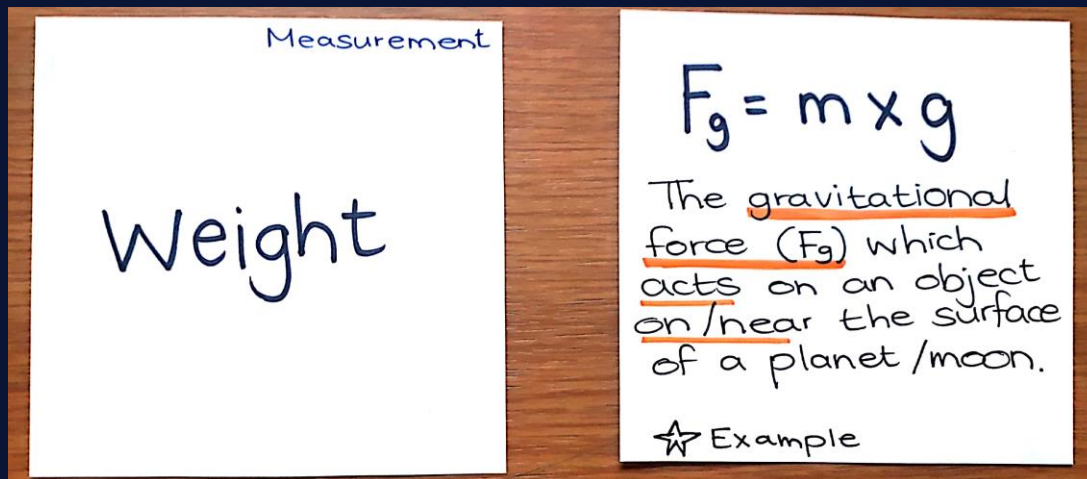 Measurement
Weight
Fg = m x g
The gravitational
force (Fg) which
acts on an object
on/near the surface
of a planet/moon.
☆ Example